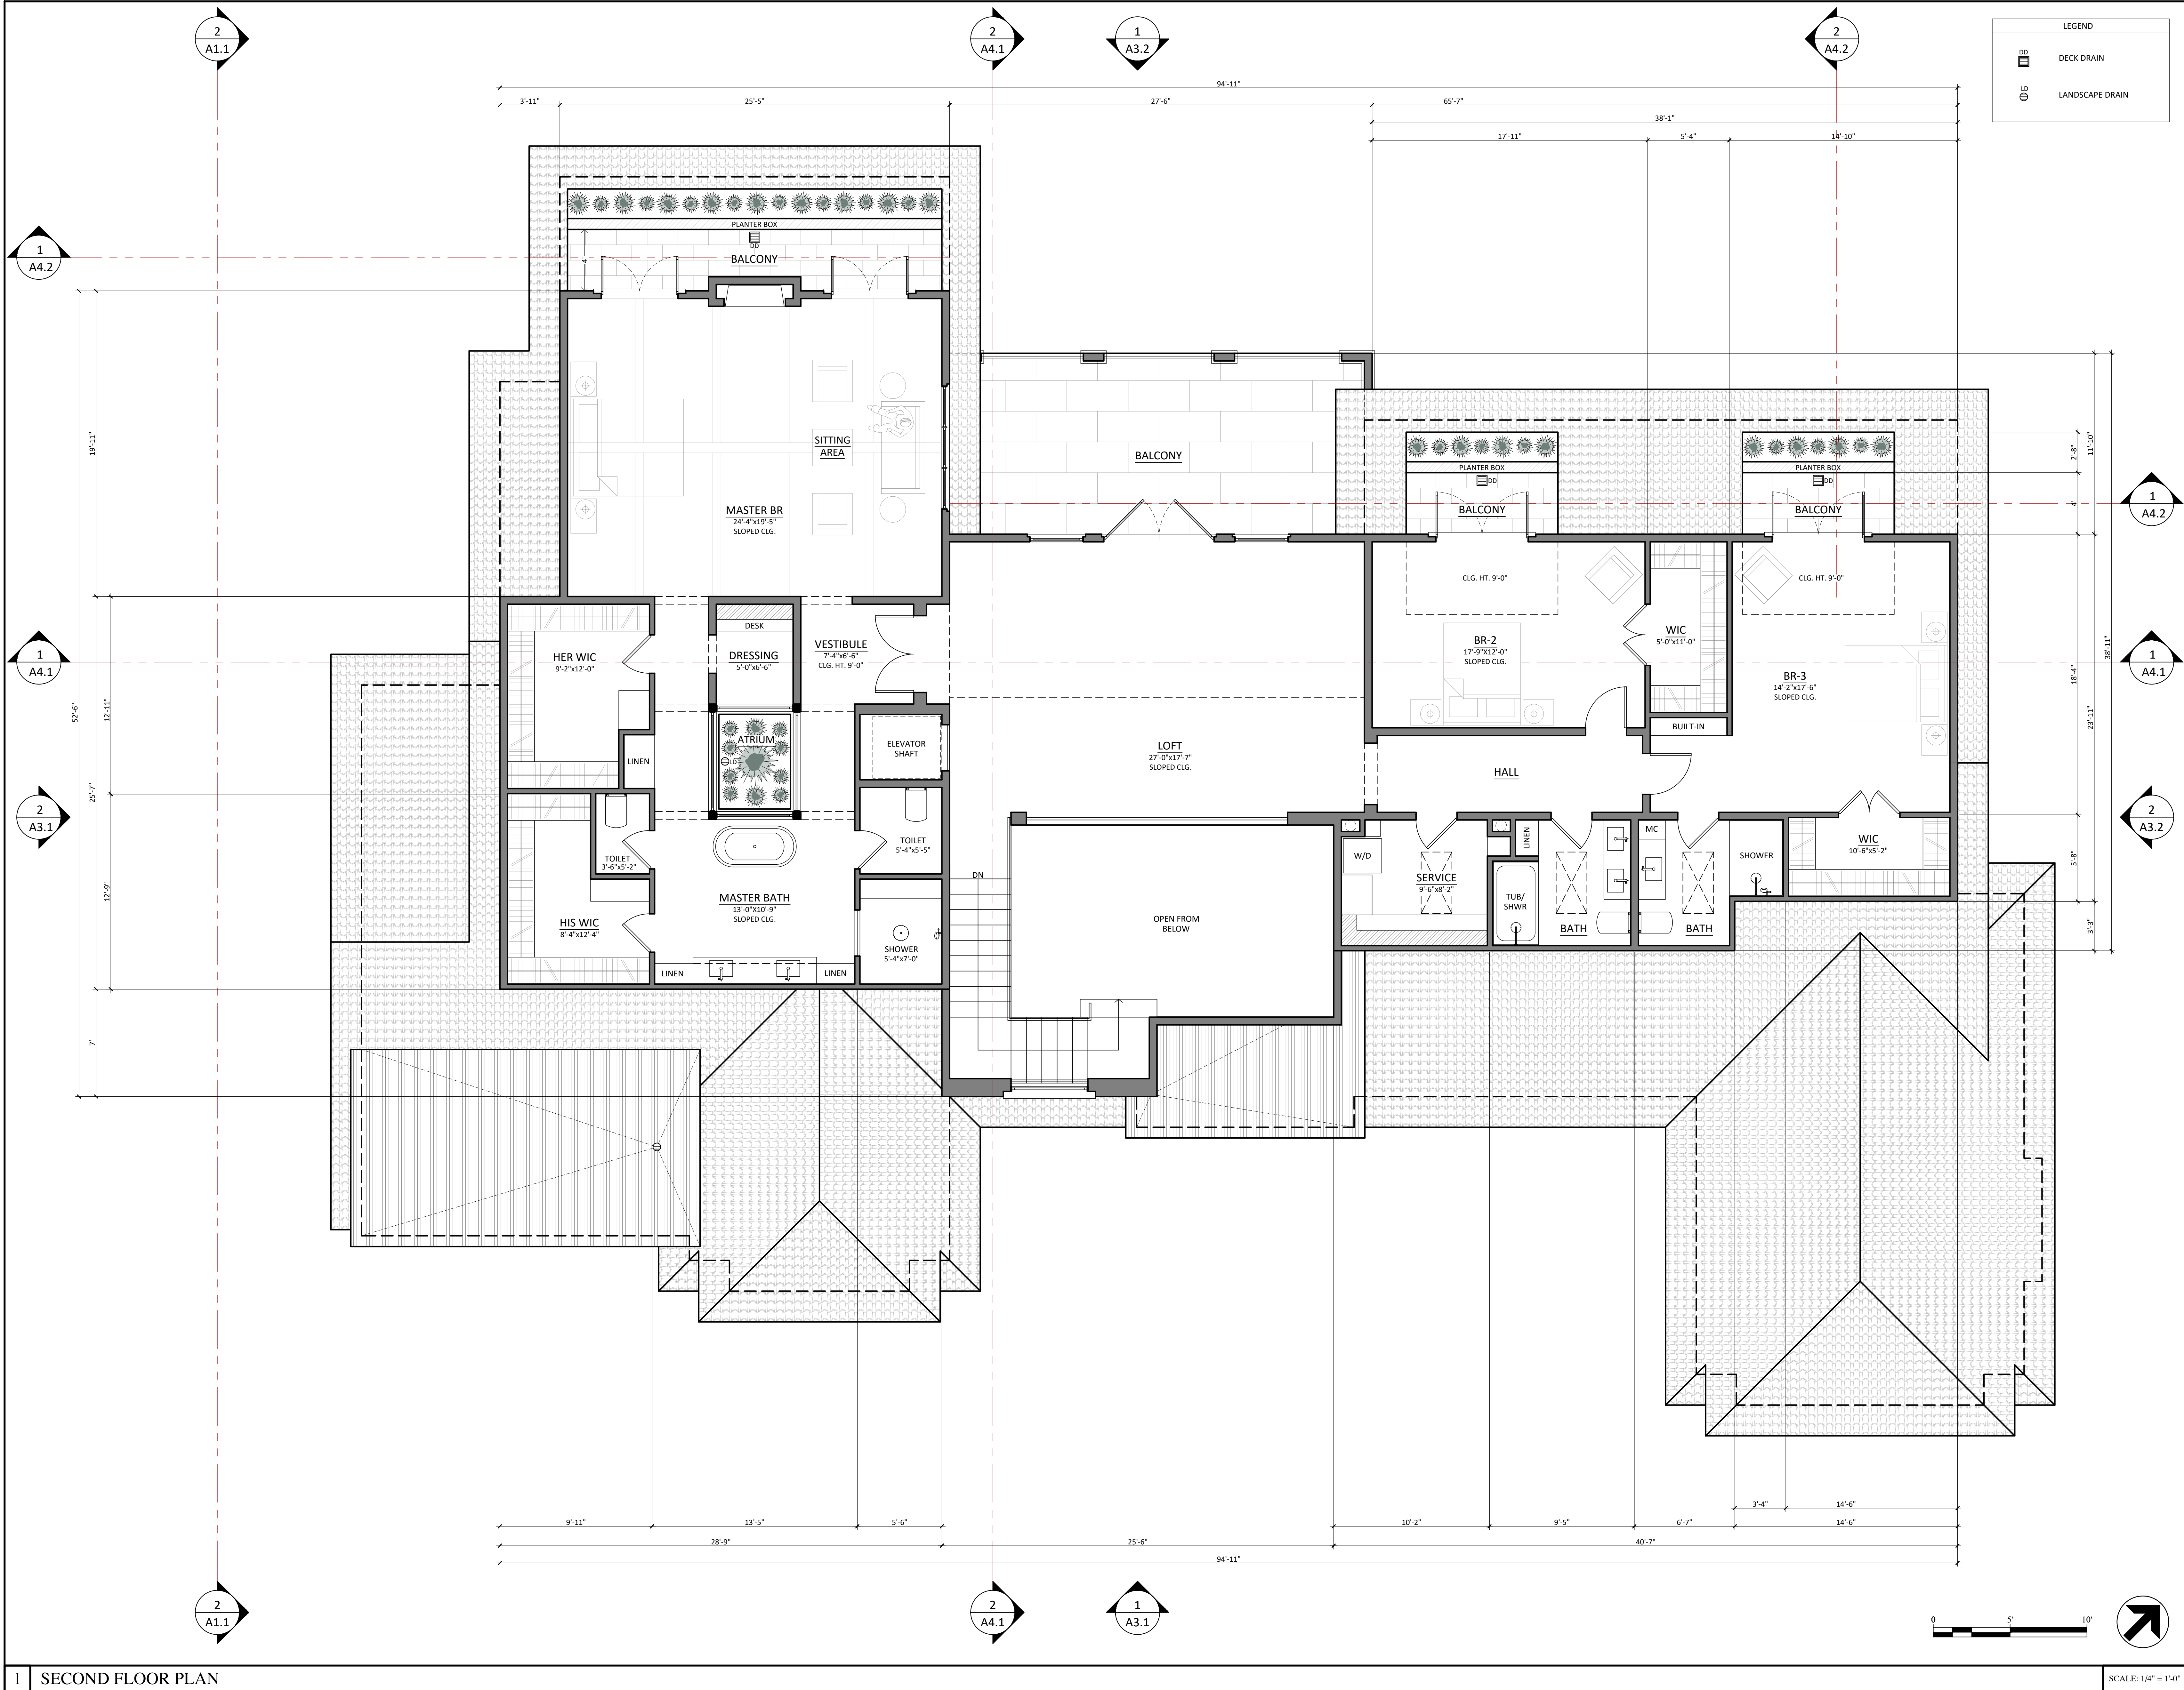 2
A1.1
2
A4.1
1
A3.2
2
A4.2
LEGEND
DD
DECK DRAIN
LD
LANDSCAPE DRAIN
94'-11"
3'-11"
25'-5"
27'-6"
65'-7"
38'-1"
17'-11"
5'-4"
14'-10"
1
A4.2
PLANTER BOX
DD
BALCONY
4'
19'-11"
SITTING
AREA
MASTER BR
24'-4"x19'-5"
SLOPED CLG.
BALCONY
PLANTER BOX
DD
BALCONY
PLANTER BOX
DD
BALCONY
2'-8"
11'-10"
4'
1
A4.2
CLG. HT. 9'-0"
CLG. HT. 9'-0"
1
A4.1
HER WIC
9'-2"x12'-0"
DESK
DRESSING
5'-0"x6'-6"
VESTIBULE
7'-4"x6'-6"
CLG. HT. 9'-0"
BR-2
17'-9"X12'-0"
SLOPED CLG.
WIC
5'-0"x11'-0"
BR-3
14'-2"x17'-6"
SLOPED CLG.
18'-4"
38'-11"
23'-11"
1
A4.1
52'-6"
12'-11"
25'-7"
LINEN
ATRIUM
LD
ELEVATOR
SHAFT
LOFT
27'-0"x17'-7"
SLOPED CLG.
HALL
BUILT-IN
2
A3.1
TOILET
3'-6"x5'-2"
TOILET
5'-4"x5'-5"
W/D
SERVICE
9'-6"x8'-2"
LINEN
TUB/
SHWR
BATH
MC
BATH
SHOWER
WIC
10'-6"x5'-2"
5'-8"
3'-3"
2
A3.2
12'-9"
HIS WIC
8'-4"x12'-4"
MASTER BATH
13'-0"X10'-9"
SLOPED CLG.
LINEN
LINEN
SHOWER
5'-4"x7'-0"
DN
OPEN FROM
BELOW
7'
3'-4"
14'-6"
9'-11"
13'-5"
5'-6"
10'-2"
9'-5"
6'-7"
14'-6"
28'-9"
25'-6"
40'-7"
94'-11"
2
A1.1
2
A4.1
1
A3.1
0
5'
10'
1
SECOND FLOOR PLAN
SCALE: 1/4" = 1'-0"